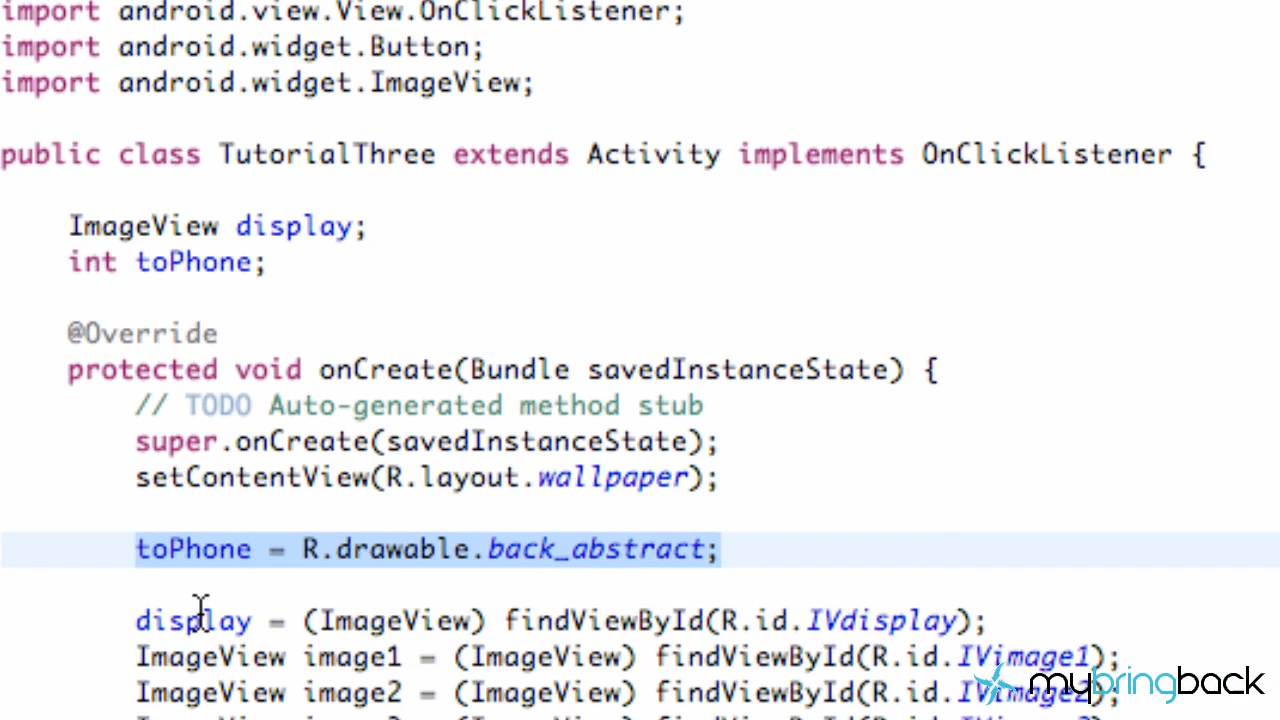 import android.view.View.OnClickListener;
import android.widget.Button;
import android.widget.ImageView;
public class TutorialThree extends Activity implements OnClickListener {
ImageView display;
int toPhone;
@Override
protected void onCreate(Bundle savedInstanceState) {
// TODO Auto-generated method stub
super.onCreate(savedInstanceState);
setContentView(R.layout.wallpaper);
toPhone = R.drawable.back_abstract;
display = (ImageView) findViewById(R.id.IVdisplay);
ImageView image1 = (ImageView) findViewById(R.id.IVimage1);
ImageView image2 = (ImageView) findViewById(R.id.IVimage2);
mybringback